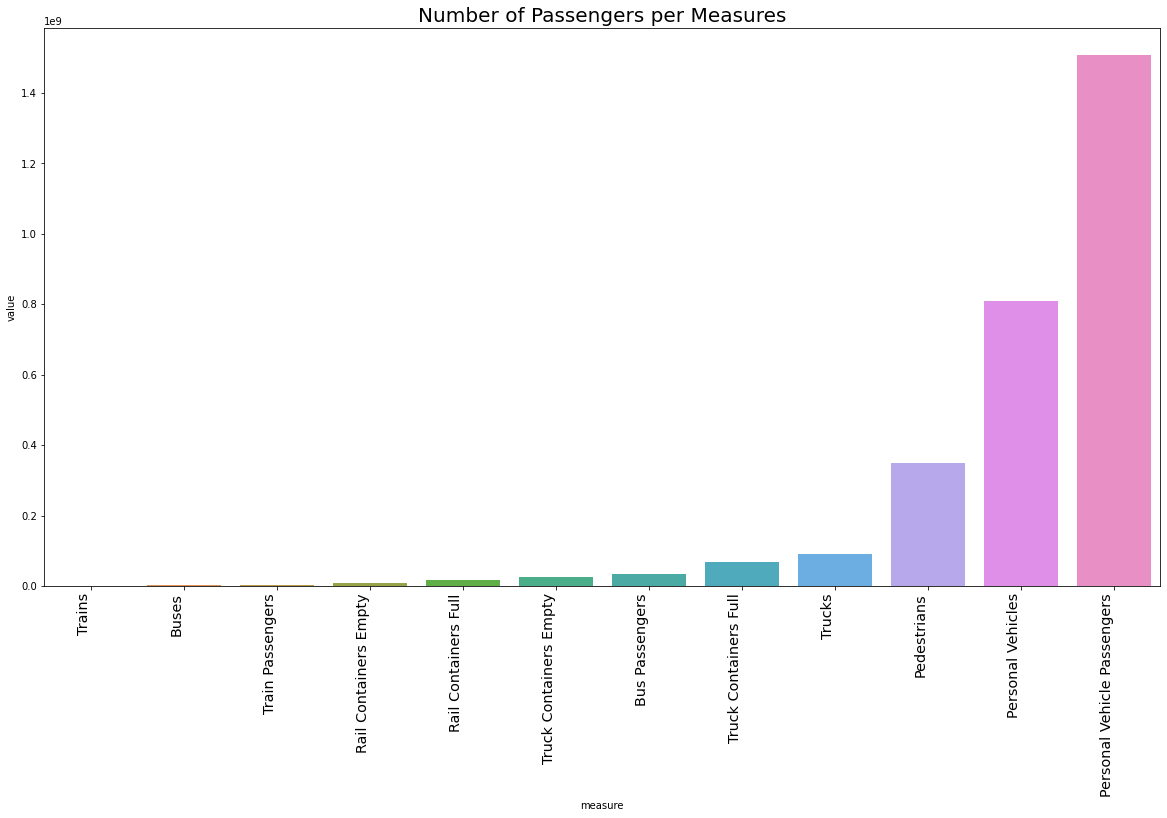 Number of Passengers per Measures
1e9
1.4
1.2
1.0
0.8
0.6
0.4
0.2
0.0
value
Trains
Buses
Train Passengers
Rail Containers Empty
Rail Containers Full
Truck Containers Empty
Bus Passengers
Truck Containers Full
Trucks
Pedestrians
Personal Vehicles
Personal Vehicle Passengers
measure